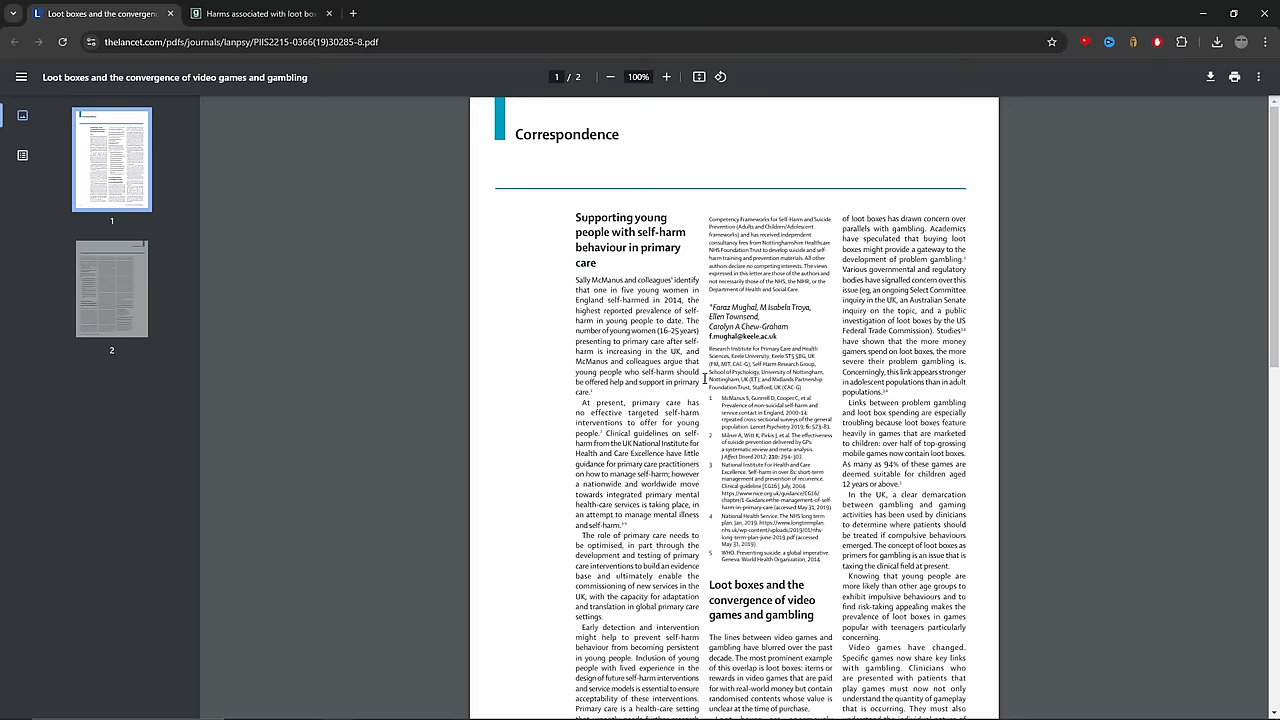 Loot boxes and the convergen
Harms associated with loot bo
thelancet.com/pdfs/journals/lanpsy/PIIS2215-0366(19)30285-8.pdf
Loot boxes and the convergence of video games and gambling
1 / 2
100%
1
2
Correspondence
Supporting young
people with self-harm
behaviour in primary
care
Sally McManus and colleagues¹ identify
that one in five young women in
England self-harmed in 2014, the
highest reported prevalence of self-
harm in young people to date. The
number of young women (16–25 years)
presenting to primary care after self-
harm is increasing in the UK, and
McManus and colleagues argue that
young people who self-harm should
be offered help and support in primary
care.¹
At present, primary care has
no effective targeted self-harm
interventions to offer for young
people.² Clinical guidelines on self-
harm from the UK National Institute for
Health and Care Excellence have little
guidance for primary care practitioners
on how to manage self-harm; however
a nationwide and worldwide move
towards integrated primary mental
health-care services is taking place, in
an attempt to manage mental illness
and self-harm.³⁻⁵
The role of primary care needs to
be optimised, in part through the
development and testing of primary
care interventions to build an evidence
base and ultimately enable the
commissioning of new services in the
UK, with the capacity for adaptation
and translation in global primary care
settings.
Early detection and intervention
might help to prevent self-harm
behaviour from becoming persistent
in young people. Inclusion of young
people with lived experience in the
design of future self-harm interventions
and service models is essential to ensure
acceptability of these interventions.
Primary care is a health-care setting
Competency Frameworks for Self-Harm and Suicide
Prevention (Adults and Children/Adolescent
frameworks) and has received independent
consultancy fees from Nottinghamshire Healthcare
NHS Foundation Trust to develop suicide and self-
harm training and prevention materials. All other
authors declare no competing interests. The views
expressed in this letter are those of the authors and
not necessarily those of the NHS, the NIHR, or the
Department of Health and Social Care.
*Faraz Mughal, M Isabela Troya,
Ellen Townsend,
Carolyn A Chew-Graham
f.mughal@keele.ac.uk
Research Institute for Primary Care and Health
Sciences, Keele University, Keele ST5 5BG, UK
(FM, MIT, CAC-G); Self-Harm Research Group,
School of Psychology, University of Nottingham,
Nottingham, UK (ET); and Midlands Partnership
Foundation Trust, Stafford, UK (CAC-G)
1 McManus S, Gunnell D, Cooper C, et al.
Prevalence of non-suicidal self-harm and
service contact in England, 2000–14:
repeated cross-sectional surveys of the general
population. Lancet Psychiatry 2019; 6: 573–81.
2 Milner A, Witt K, Pirkis J, et al. The effectiveness
of suicide prevention delivered by GPs:
a systematic review and meta-analysis.
J Affect Disord 2017; 210: 294–302.
3 National Institute For Health and Care
Excellence. Self-harm in over 8s: short-term
management and prevention of recurrence.
Clinical guideline [CG16]. July, 2004.
https://www.nice.org.uk/guidance/CG16/
chapter/1-Guidance#the-management-of-self-
harm-in-primary-care (accessed May 31, 2019).
4 National Health Service. The NHS long term
plan. Jan, 2019. https://www.longtermplan.
nhs.uk/wp-content/uploads/2019/01/nhs-
long-term-plan-june-2019.pdf (accessed
May 31, 2019)
5 WHO. Preventing suicide: a global imperative.
Geneva: World Health Organization, 2014.
Loot boxes and the
convergence of video
games and gambling
The lines between video games and
gambling have blurred over the past
decade. The most prominent example
of this overlap is loot boxes: items or
rewards in video games that are paid
for with real-world money but contain
randomised contents whose value is
unclear at the time of purchase.
of loot boxes has drawn concern over
parallels with gambling. Academics
have speculated that buying loot
boxes might provide a gateway to the
development of problem gambling.²
Various governmental and regulatory
bodies have signalled concern over this
issue (eg, an ongoing Select Committee
inquiry in the UK, an Australian Senate
inquiry on the topic, and a public
investigation of loot boxes by the US
Federal Trade Commission). Studies³,⁴
have shown that the more money
gamers spend on loot boxes, the more
severe their problem gambling is.
Concerningly, this link appears stronger
in adolescent populations than in adult
populations.³,⁴
Links between problem gambling
and loot box spending are especially
troubling because loot boxes feature
heavily in games that are marketed
to children: over half of top-grossing
mobile games now contain loot boxes.
As many as 94% of these games are
deemed suitable for children aged
12 years or above.⁵
In the UK, a clear demarcation
between gambling and gaming
activities has been used by clinicians
to determine where patients should
be treated if compulsive behaviours
emerged. The concept of loot boxes as
primers for gambling is an issue that is
taxing the clinical field at present.
Knowing that young people are
more likely than other age groups to
exhibit impulsive behaviours and to
find risk-taking appealing makes the
prevalence of loot boxes in games
popular with teenagers particularly
concerning.
Video games have changed.
Specific games now share key links
with gambling. Clinicians who
are presented with patients that
play games must now not only
understand the quantity of gameplay
that is occurring. They must also